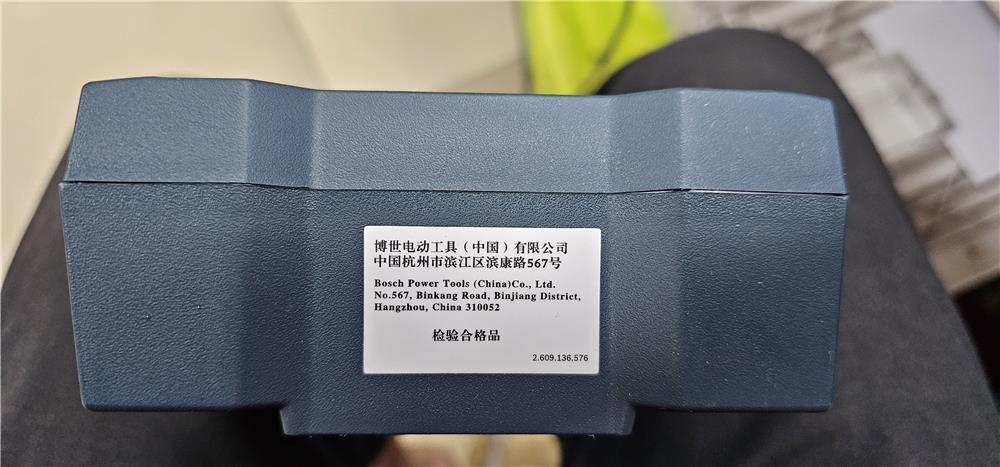 博世电动工具（中国）有限公司
中国杭州市滨江区滨康路567号
Bosch Power Tools (China)Co., Ltd.
No.567, Binkang Road, Binjiang District,
Hangzhou, China 310052
检验合格品
2.609.136.576